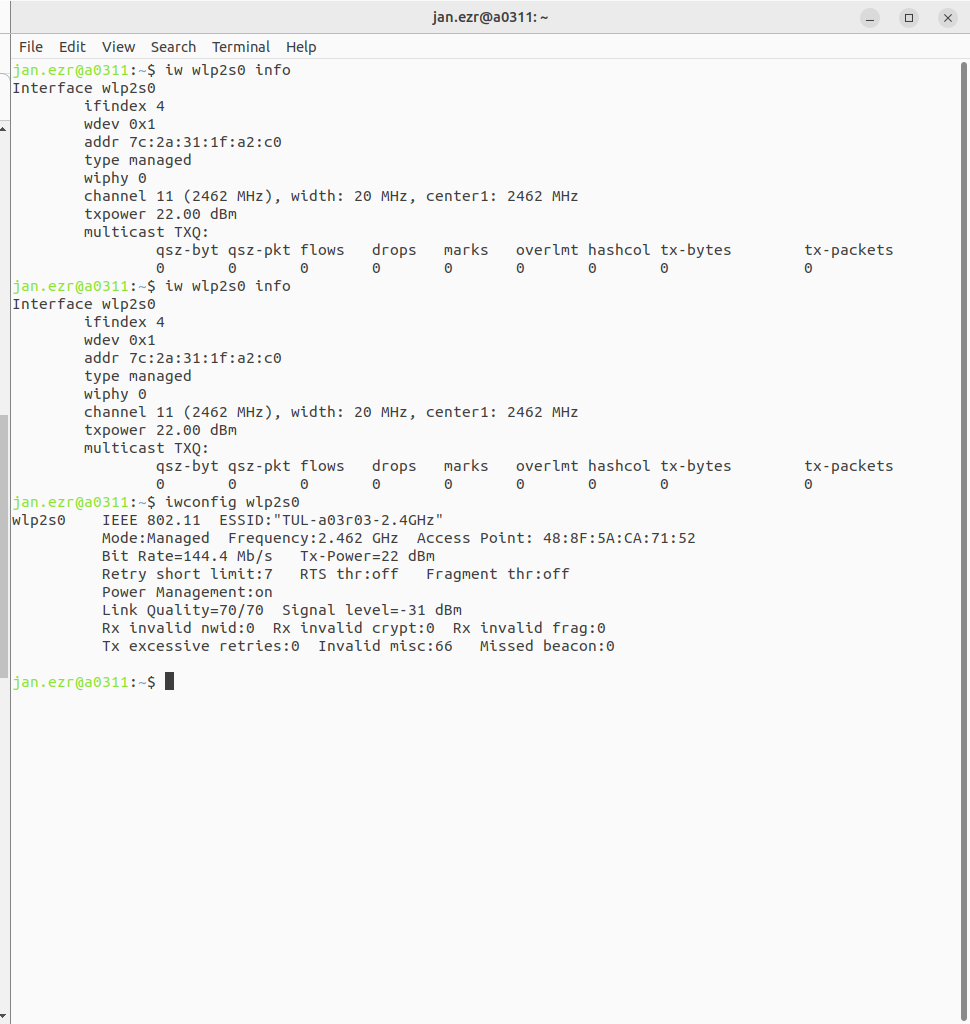 jan.ezr@a0311: ~
File Edit View Search Terminal Help
jan.ezr@a0311:~$ iw wlp2s0 info
Interface wlp2s0
        ifindex 4
        wdev 0x1
        addr 7c:2a:31:1f:a2:c0
        type managed
        wiphy 0
        channel 11 (2462 MHz), width: 20 MHz, center1: 2462 MHz
        txpower 22.00 dBm
        multicast TXQ:
                qsz-byt qsz-pkt flows   drops   marks   overlmt hashcol tx-bytes        tx-packets
                0       0       0       0       0       0       0       0               0
jan.ezr@a0311:~$ iw wlp2s0 info
Interface wlp2s0
        ifindex 4
        wdev 0x1
        addr 7c:2a:31:1f:a2:c0
        type managed
        wiphy 0
        channel 11 (2462 MHz), width: 20 MHz, center1: 2462 MHz
        txpower 22.00 dBm
        multicast TXQ:
                qsz-byt qsz-pkt flows   drops   marks   overlmt hashcol tx-bytes        tx-packets
                0       0       0       0       0       0       0       0               0
jan.ezr@a0311:~$ iwconfig wlp2s0
wlp2s0    IEEE 802.11  ESSID:"TUL-a03r03-2.4GHz"
          Mode:Managed  Frequency:2.462 GHz  Access Point: 48:8F:5A:CA:71:52
          Bit Rate=144.4 Mb/s   Tx-Power=22 dBm
          Retry short limit:7   RTS thr:off   Fragment thr:off
          Power Management:on
          Link Quality=70/70  Signal level=-31 dBm
          Rx invalid nwid:0  Rx invalid crypt:0  Rx invalid frag:0
          Tx excessive retries:0  Invalid misc:66   Missed beacon:0
jan.ezr@a0311:~$